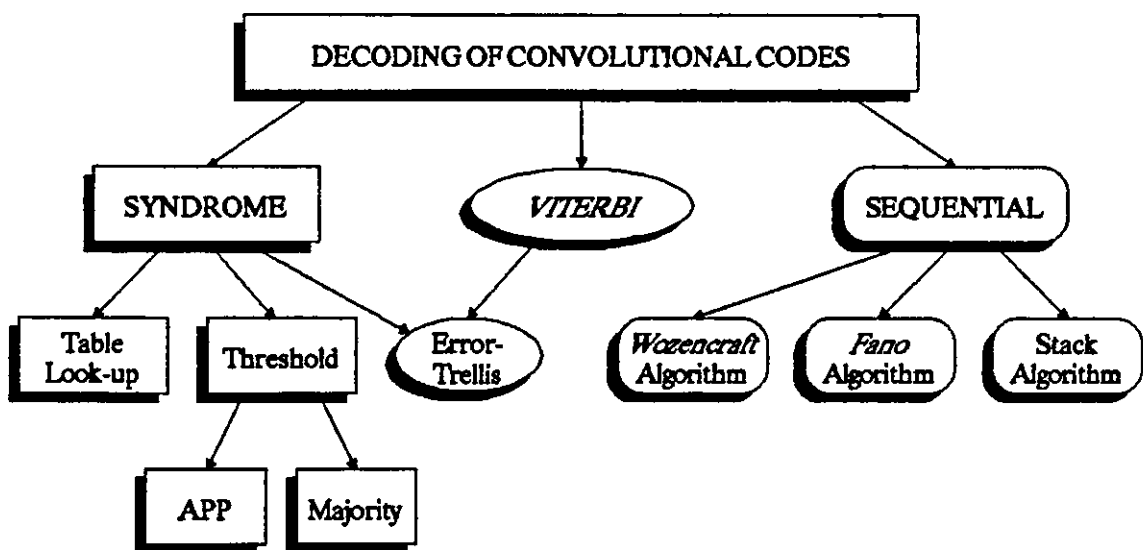 DECODING OF CONVOLUTIONAL CODES
SYNDROME
VITERBI
SEQUENTIAL
Table
Look-up
Threshold
Error-
Trellis
Wozencraft
Algorithm
Fano
Algorithm
Stack
Algorithm
APP
Majority